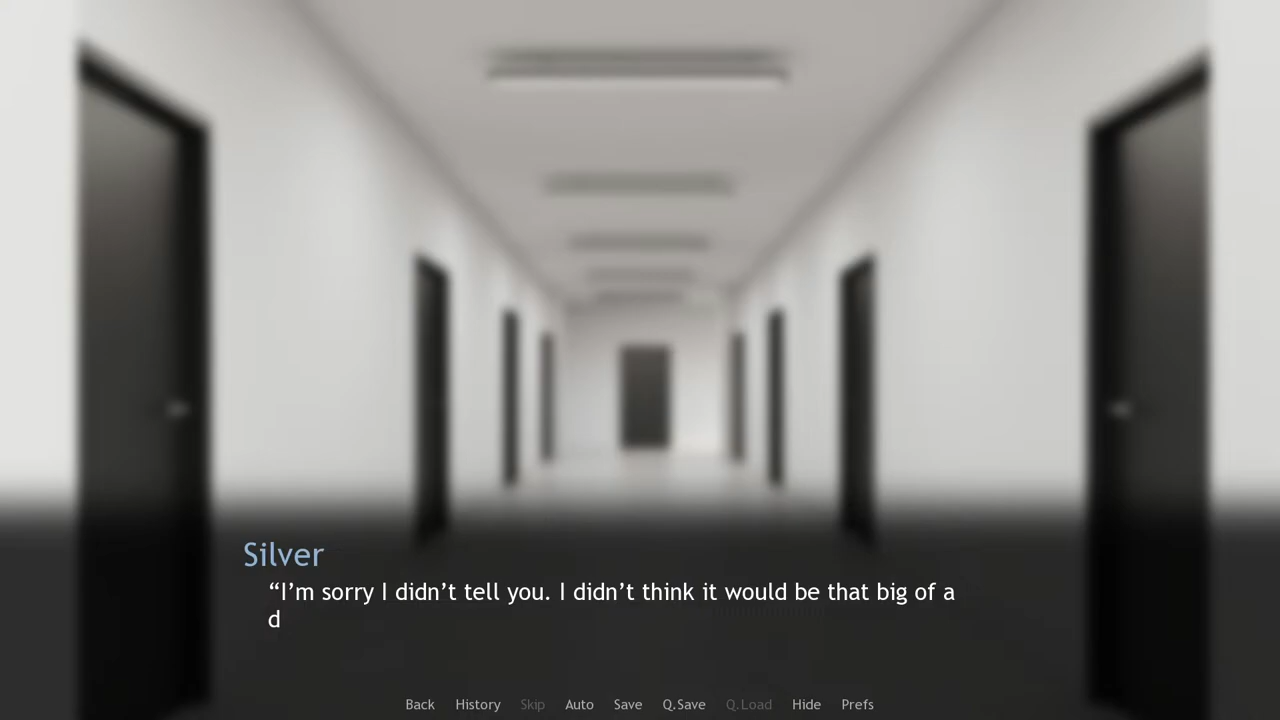 Silver
“I’m sorry I didn’t tell you. I didn’t think it would be that big of a
d
Back History Skip Auto Save Q.Save Q.Load Hide Prefs